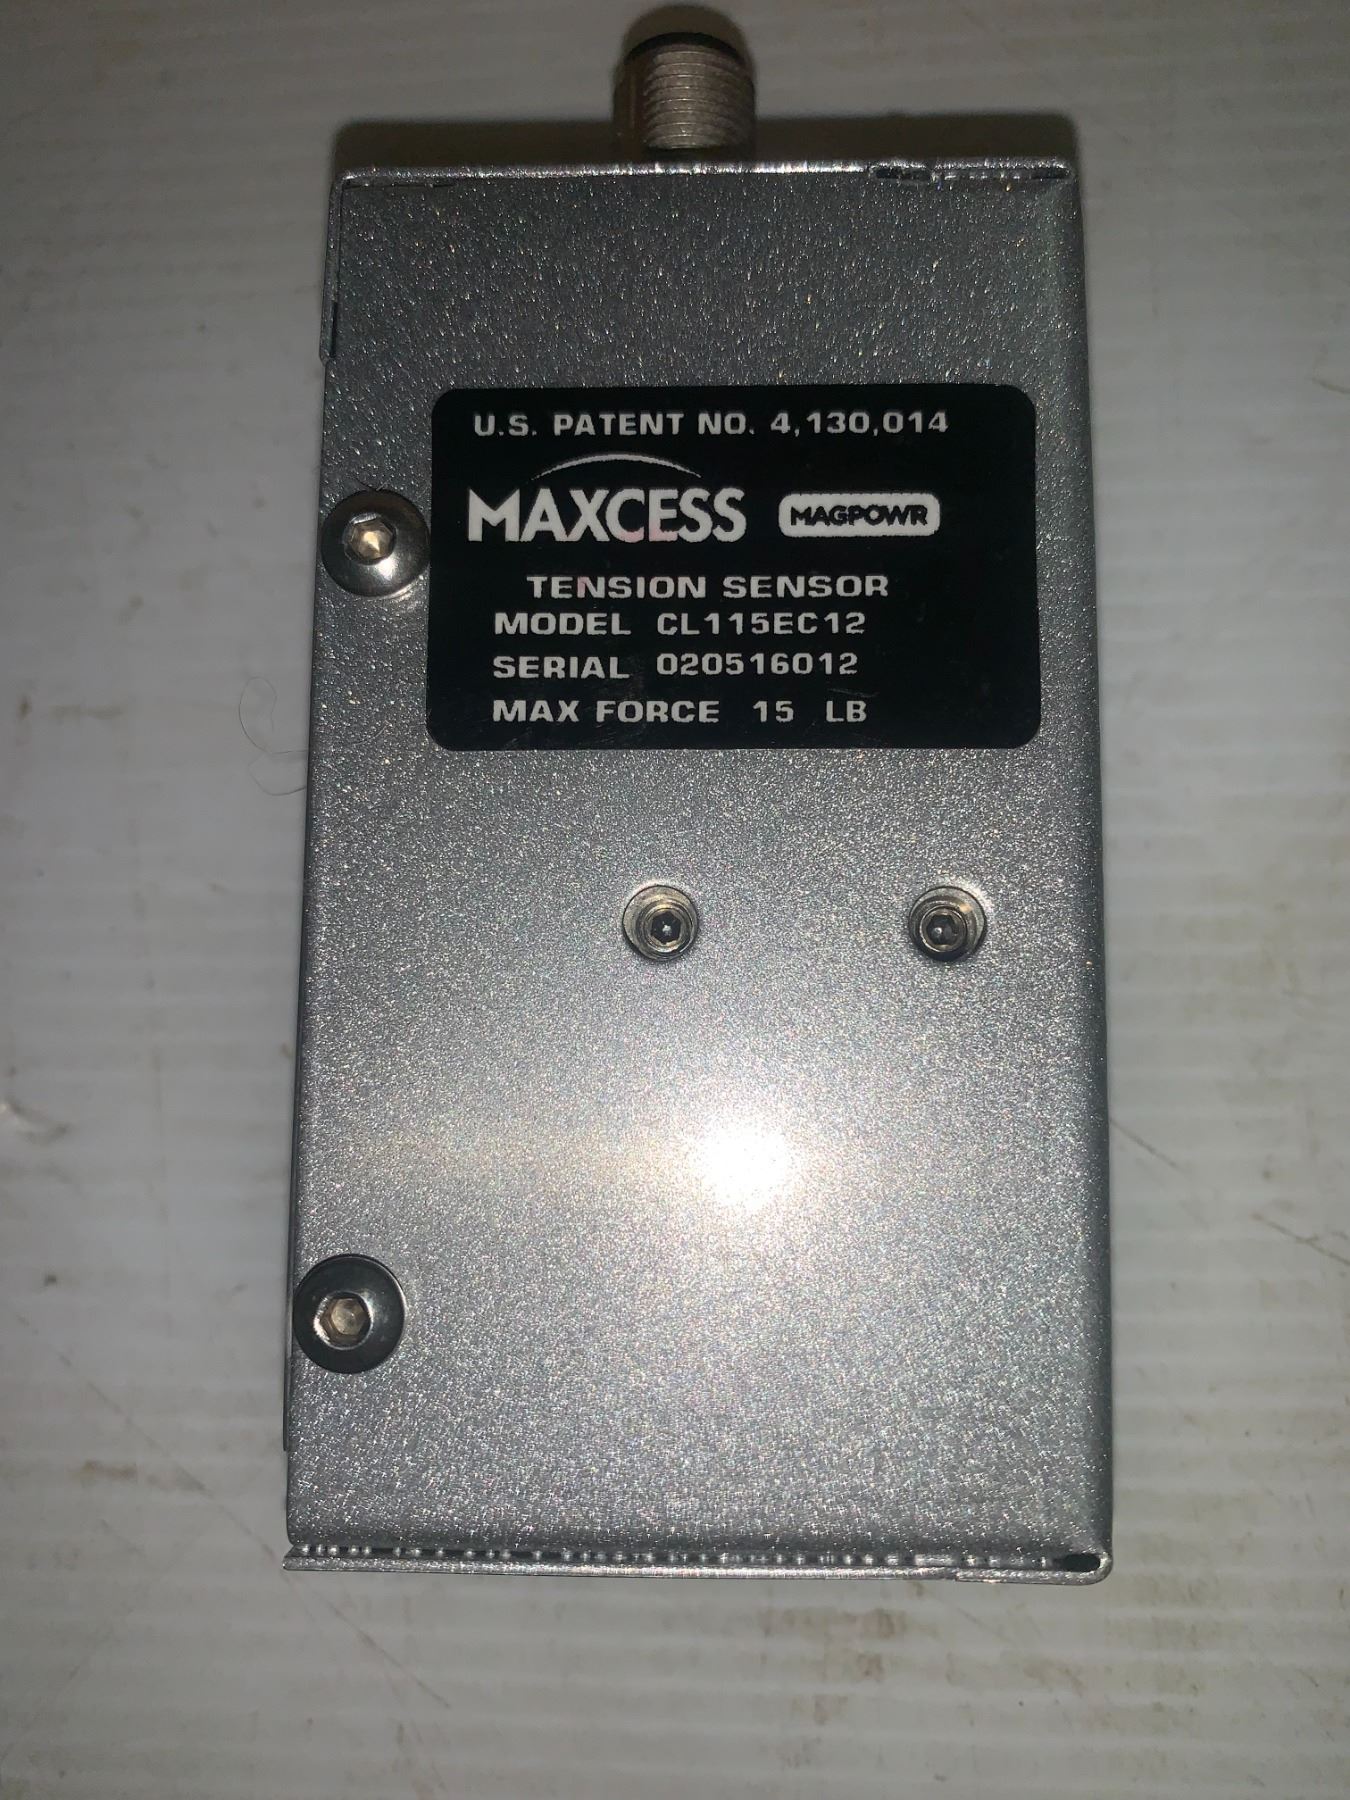 U.S. PATENT NO. 4,130,014
MAXCESS MAGPOWR
TENSION SENSOR
MODEL CL115EC12
SERIAL 020516012
MAX FORCE 15 LB